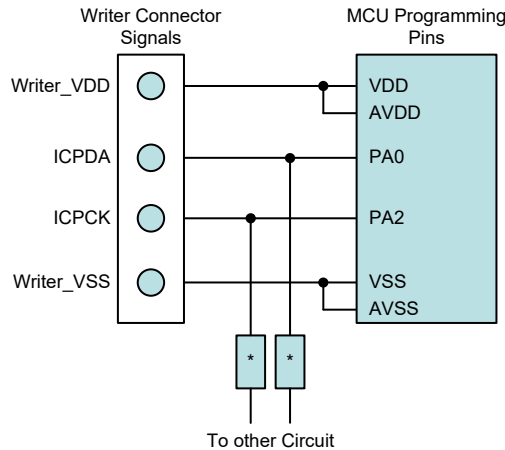 Writer Connector
Signals
MCU Programming
Pins
Writer_VDD
VDD
AVDD
ICPDA
PA0
ICPCK
PA2
Writer_VSS
VSS
AVSS
* *
To other Circuit